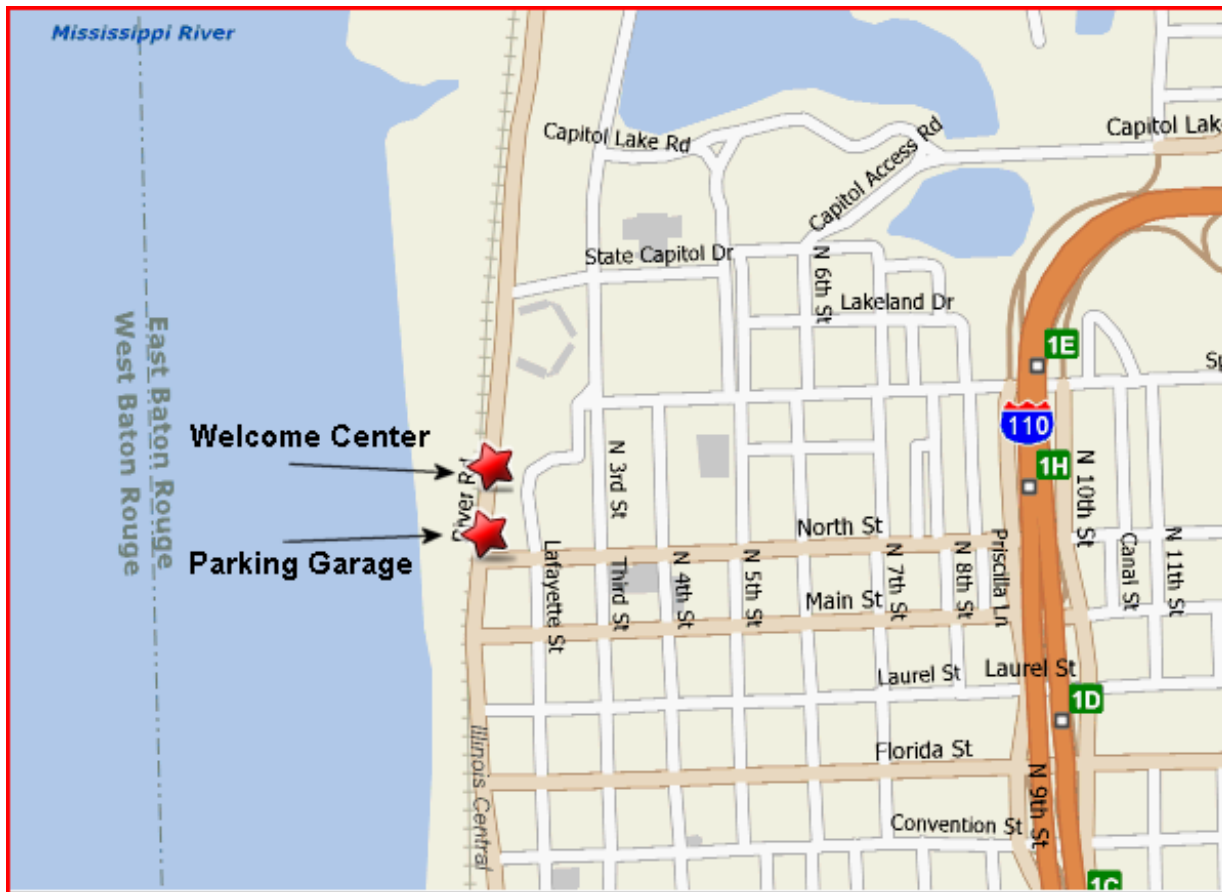 Mississippi River
Capitol Lake Rd
Capitol Access Rd
Capitol Lake
State Capitol Dr
N 6th St
Lakeland Dr
East Baton Rouge
West Baton Rouge
1E
Sp
110
Welcome Center
River Rd
N 3rd St
1H
N 10th St
Parking Garage
North St
Lafayette St
Third St
N 4th St
N 5th St
N 7th St
N 8th St
Priscilla Ln
Canal St
N 11th St
Main St
Laurel St
Laurel St
1D
Illinois Central
Florida St
N 9th St
Convention St
1C